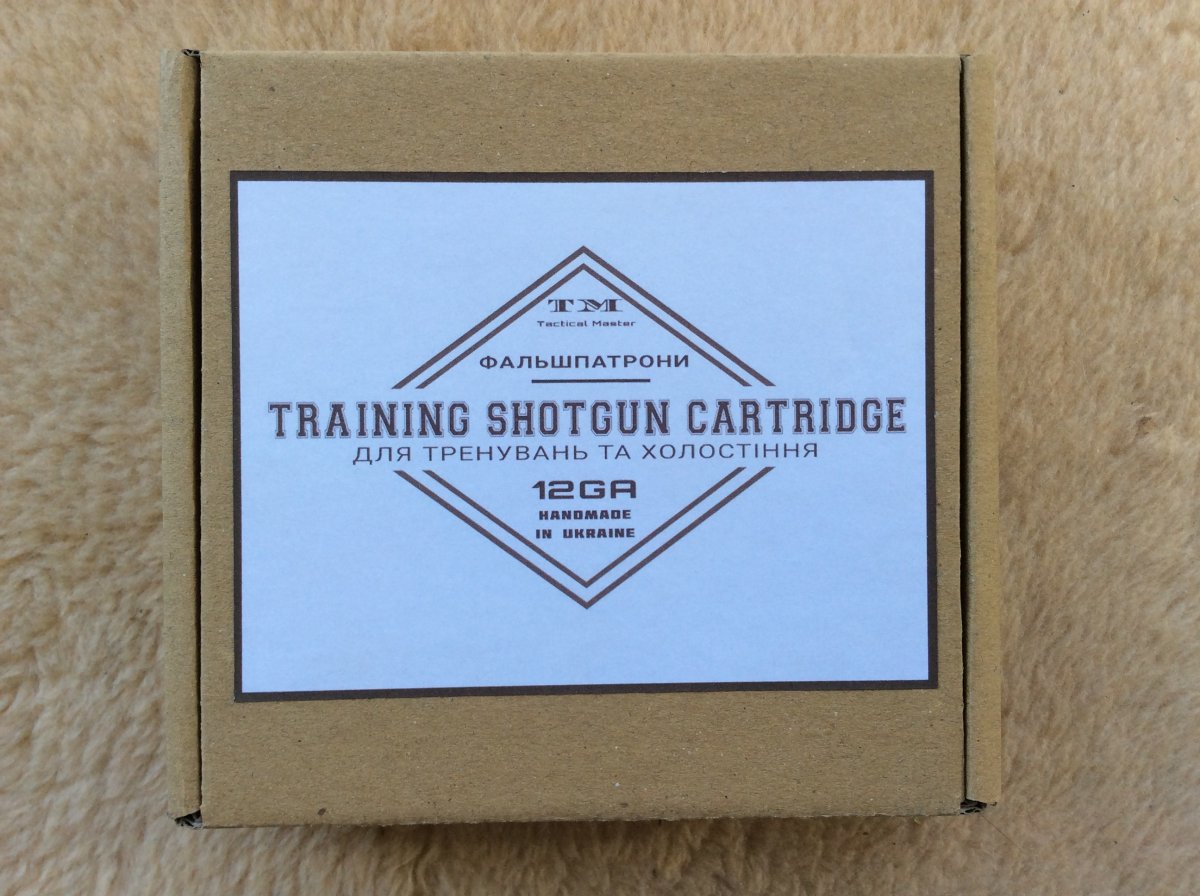 TM
Tactical Master
ФАЛЬШПАТРОНИ
TRAINING SHOTGUN CARTRIDGE
ДЛЯ ТРЕНУВАНЬ ТА ХОЛОСТІННЯ
12GA
HANDMADE
IN UKRAINE